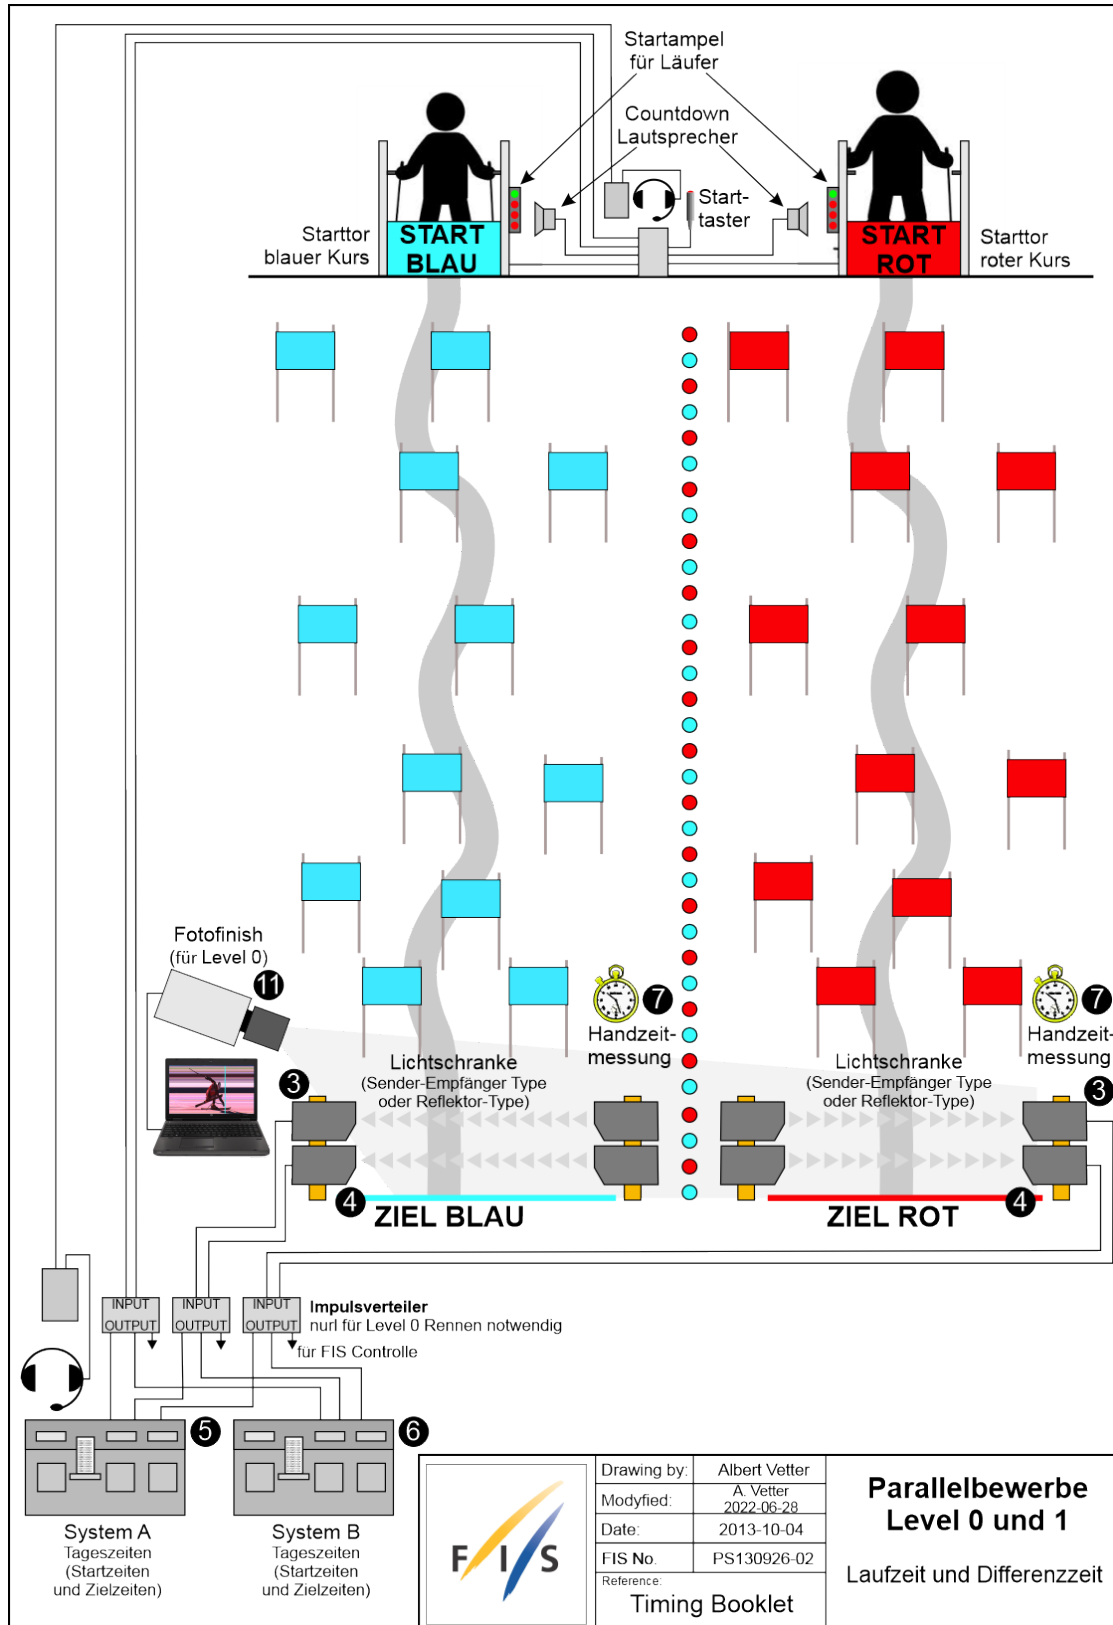 Startampel
für Läufer
Countdown
Lautsprecher
Start-
taster
Starttor
blauer Kurs
START
BLAU
START
ROT
Starttor
roter Kurs
Fotofinish
(für Level 0)
11
7
Handzeit-
messung
7
Handzeit-
messung
Lichtschranke
(Sender-Empfänger Type
oder Reflektor-Type)
Lichtschranke
(Sender-Empfänger Type
oder Reflektor-Type)
3
3
4
ZIEL BLAU
4
ZIEL ROT
INPUT
OUTPUT
INPUT
OUTPUT
INPUT
OUTPUT
Impulsverteiler
nurl für Level 0 Rennen notwendig
für FIS Controlle
5
6
System A
Tageszeiten
(Startzeiten
und Zielzeiten)
System B
Tageszeiten
(Startzeiten
und Zielzeiten)
FIS
Drawing by: Albert Vetter
Modyfied: A. Vetter
2022-06-28
Date: 2013-10-04
FIS No. PS130926-02
Reference:
Timing Booklet
Parallelbewerbe
Level 0 und 1
Laufzeit und Differenzzeit